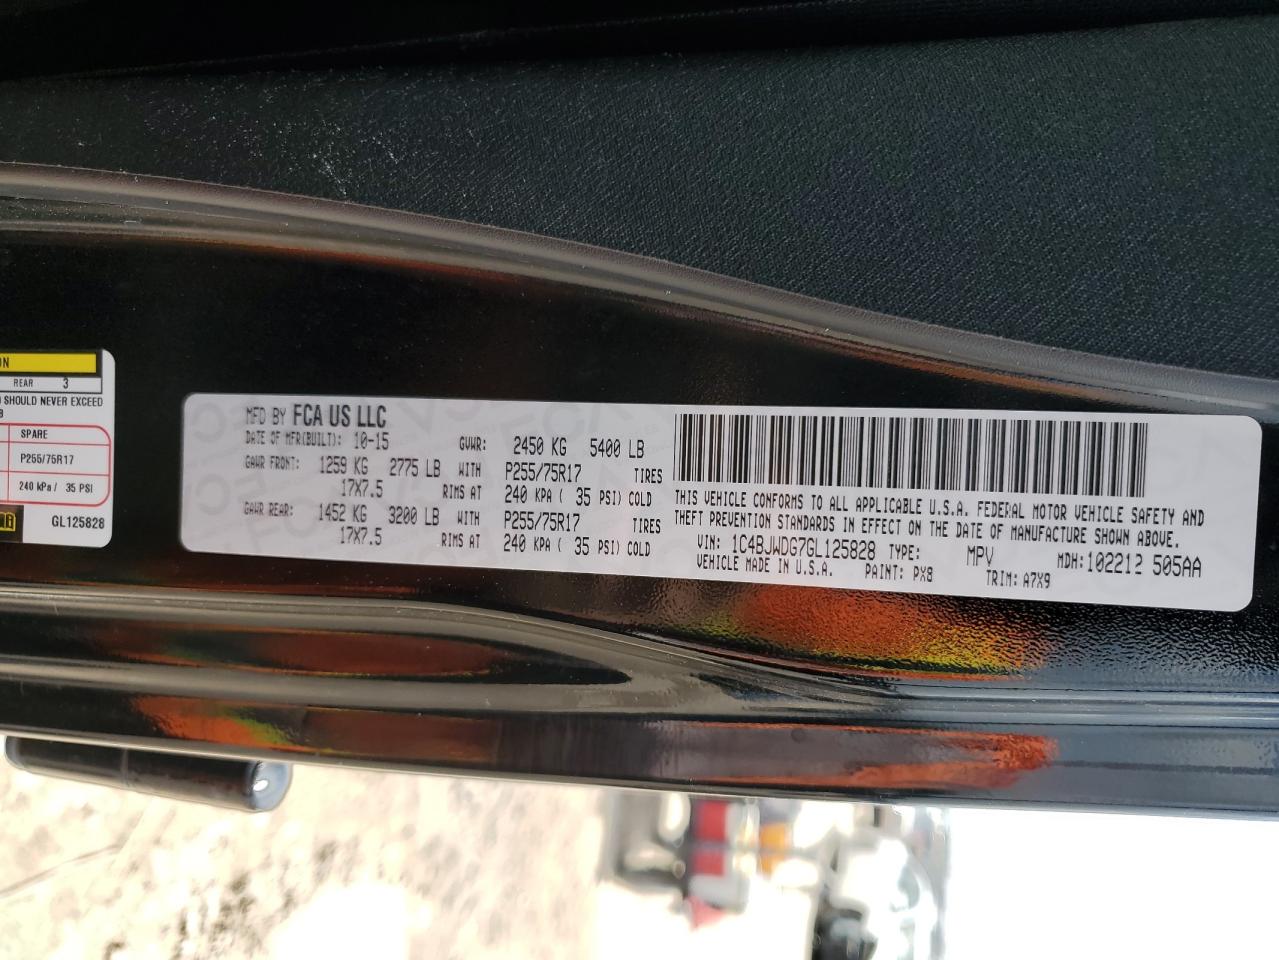 ON
REAR 3
SHOULD NEVER EXCEED
SPARE
P255/75R17
240 kPa / 35 PSI
GL125828
MFD BY FCA US LLC
DATE OF MFR(BUILT): 10-15 GVWR: 2450 KG 5400 LB
GAWR FRONT: 1259 KG 2775 LB WITH P255/75R17 TIRES
17X7.5 RIMS AT 240 KPA ( 35 PSI) COLD
GAWR REAR: 1452 KG 3200 LB WITH P255/75R17 TIRES
17X7.5 RIMS AT 240 KPA ( 35 PSI) COLD
THIS VEHICLE CONFORMS TO ALL APPLICABLE U.S.A. FEDERAL MOTOR VEHICLE SAFETY AND
THEFT PREVENTION STANDARDS IN EFFECT ON THE DATE OF MANUFACTURE SHOWN ABOVE.
VIN: 1C4BJWDG7GL125828 TYPE: MPV MDH:102212 505AA
VEHICLE MADE IN U.S.A. PAINT: PX8 TRIM: A7X9